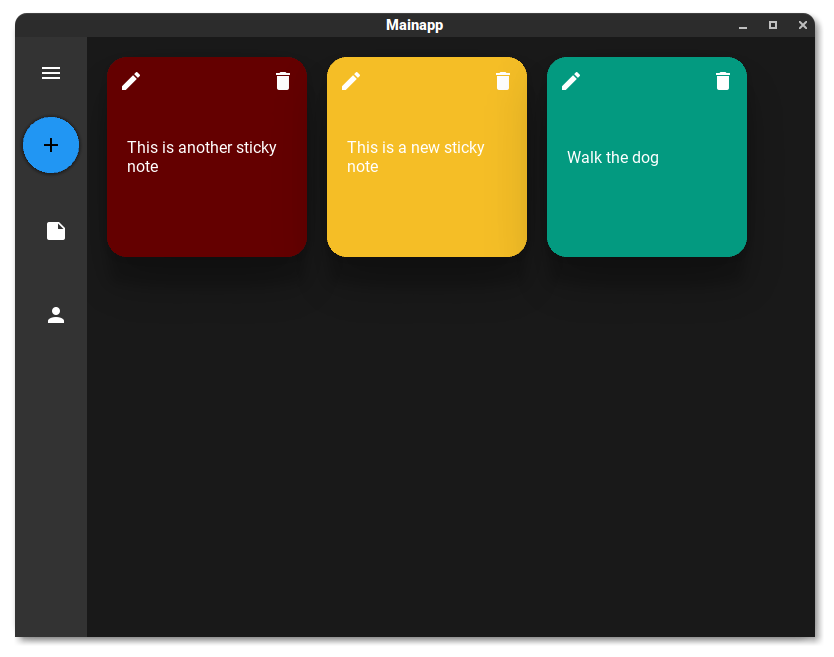 Mainapp
This is another sticky
note
This is a new sticky
note
Walk the dog